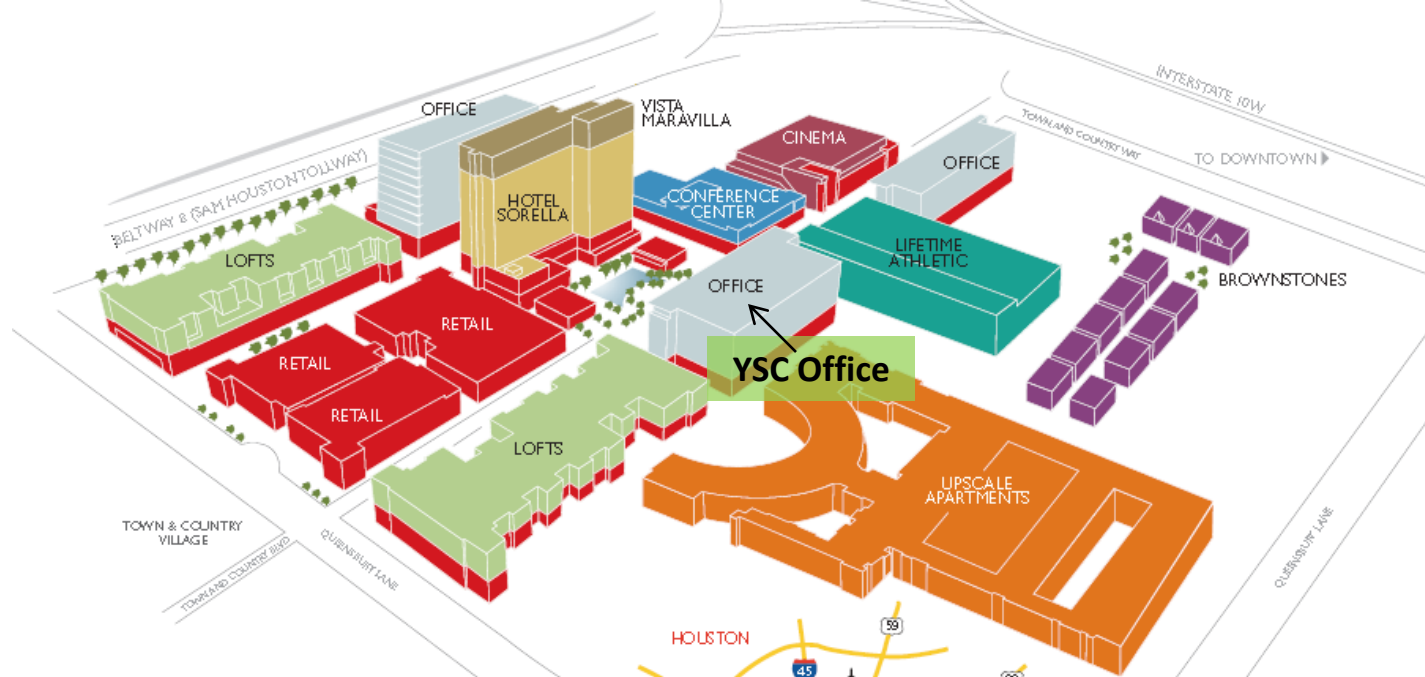 INTERSTATE 10W
OFFICE
VISTA
MARAVILLA
TOWN AND COUNTRY WAY
CINEMA
TO DOWNTOWN
OFFICE
BELTWAY 8 (SAM HOUSTON TOLLWAY)
HOTEL
SORELLA
CONFERENCE
CENTER
LOFTS
LIFETIME
ATHLETIC
OFFICE
BROWNSTONES
RETAIL
RETAIL
YSC Office
RETAIL
LOFTS
UPSCALE
APARTMENTS
TOWN & COUNTRY
VILLAGE
TOWN AND COUNTRY BLVD
QUEENSBURY LANE
QUEENSBURY LANE
HOUSTON
59
45